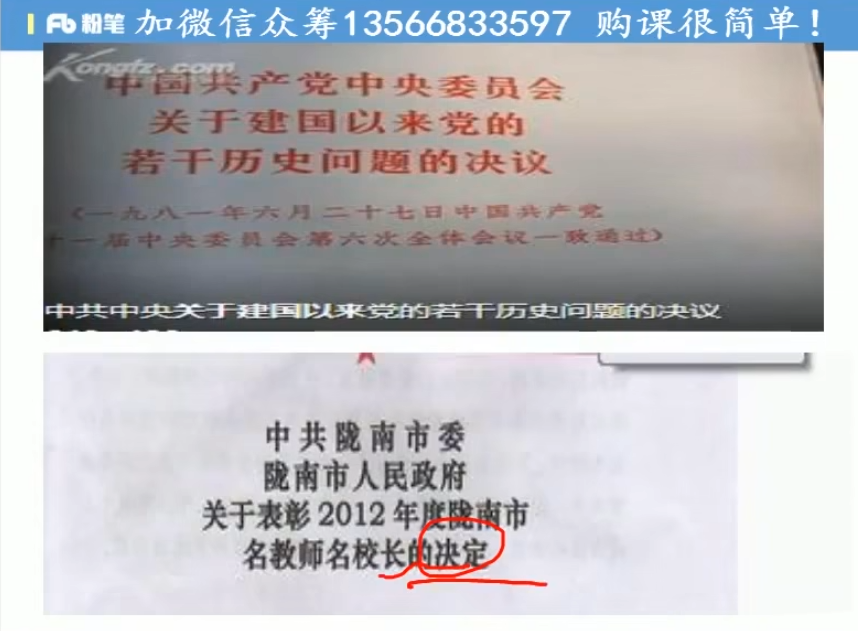 Fb 粉笔 加微信众筹13566833597 购课很简单！
Kongfz.com
中国共产党中央委员会
关于建国以来党的
若干历史问题的决议
（一九八一年六月二十七日中国共产党
十一届中央委员会第六次全体会议一致通过）
中共中央关于建国以来党的若干历史问题的决议
中共陇南市委
陇南市人民政府
关于表彰2012年度陇南市
名教师名校长的决定